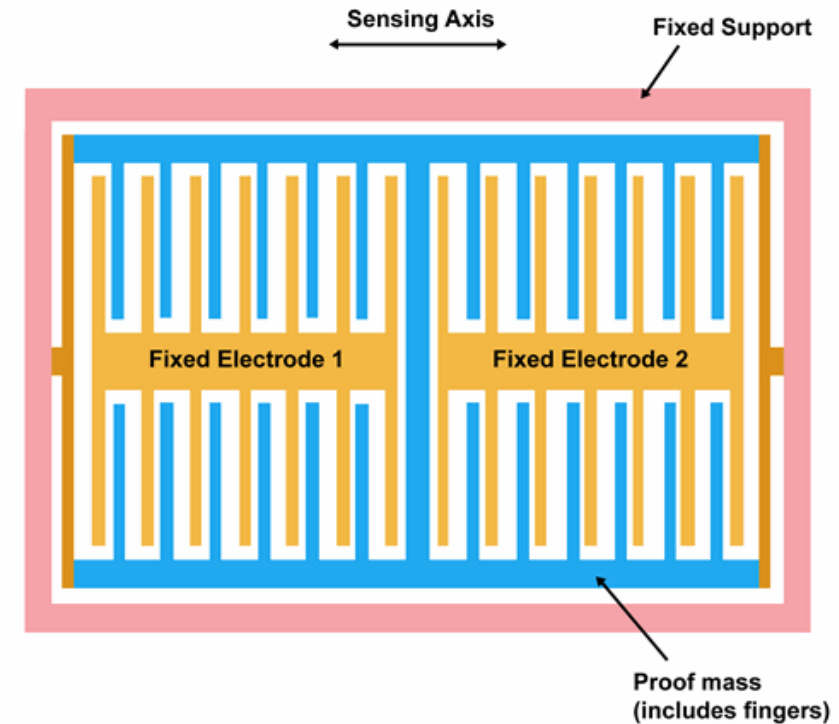 Sensing Axis
Fixed Support
Fixed Electrode 1
Fixed Electrode 2
Proof mass
(includes fingers)